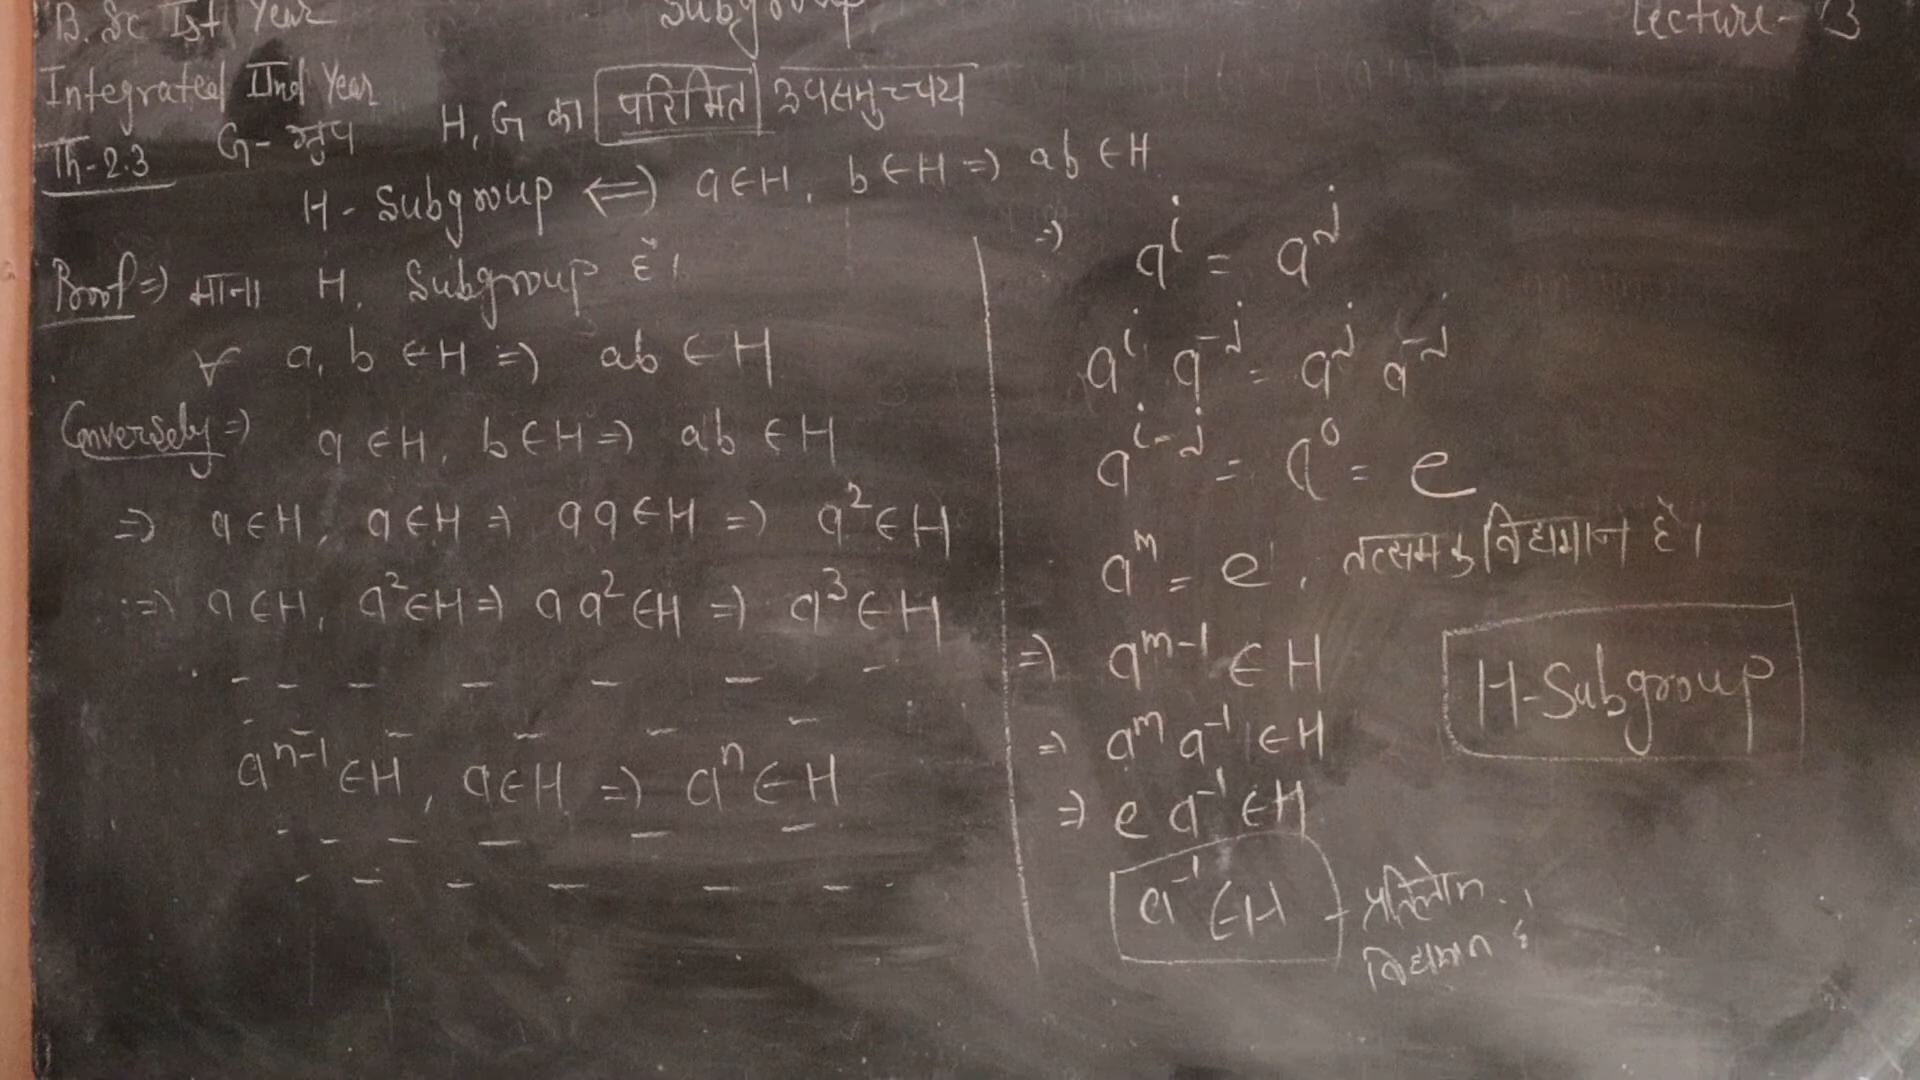 B. Sc Ist Year
Subgroup
Lecture-
Integrated IInd Year
Th-2.3 G- ग्रुप H, G का परिमित उपसमुच्चय
H - Subgroup ⇔ a∈H, b∈H ⇒ ab∈H
Proof ⇒ माना H, Subgroup है।
∀ a, b ∈H ⇒ ab ∈ H
Conversely ⇒ a∈H, b∈H ⇒ ab ∈H
⇒ a∈H, a∈H ⇒ aa∈H ⇒ a² ∈ H
⇒ a∈H, a²∈H ⇒ a a² ∈H ⇒ a³ ∈ H
aⁿ⁻¹ ∈H, a∈H ⇒ aⁿ ∈ H
⇒ aⁱ = aʲ
aⁱ a⁻ʲ = aʲ a⁻ʲ
aⁱ⁻ʲ = a⁰ = e
aᵐ = e, तत्समक विद्यमान है।
⇒ aᵐ⁻¹ ∈ H
⇒ aᵐ a⁻¹ ∈H
⇒ e a⁻¹ ∈H
a⁻¹ ∈H - प्रतिलोम
विद्यमान
H-Subgroup